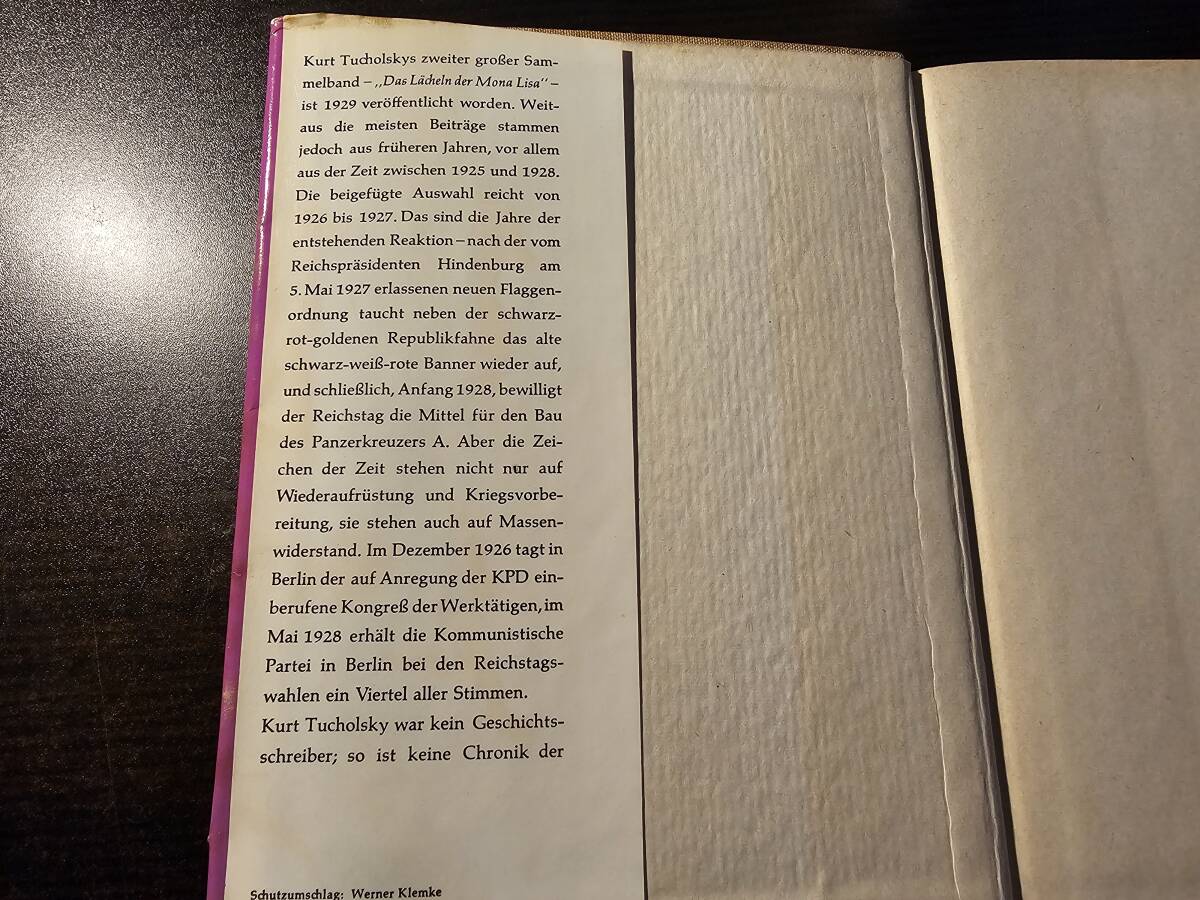 Kurt Tucholskys zweiter großer Sam-
melband – „Das Lächeln der Mona Lisa" –
ist 1929 veröffentlicht worden. Weit-
aus die meisten Beiträge stammen
jedoch aus früheren Jahren, vor allem
aus der Zeit zwischen 1925 und 1928.
Die beigefügte Auswahl reicht von
1926 bis 1927. Das sind die Jahre der
entstehenden Reaktion – nach der vom
Reichspräsidenten Hindenburg am
5. Mai 1927 erlassenen neuen Flaggen-
ordnung taucht neben der schwarz-
rot-goldenen Republikfahne das alte
schwarz-weiß-rote Banner wieder auf,
und schließlich, Anfang 1928, bewilligt
der Reichstag die Mittel für den Bau
des Panzerkreuzers A. Aber die Zei-
chen der Zeit stehen nicht nur auf
Wiederaufrüstung und Kriegsvorbe-
reitung, sie stehen auch auf Massen-
widerstand. Im Dezember 1926 tagt in
Berlin der auf Anregung der KPD ein-
berufene Kongreß der Werktätigen, im
Mai 1928 erhält die Kommunistische
Partei in Berlin bei den Reichstags-
wahlen ein Viertel aller Stimmen.
Kurt Tucholsky war kein Geschichts-
schreiber; so ist keine Chronik der
Schutzumschlag: Werner Klemke